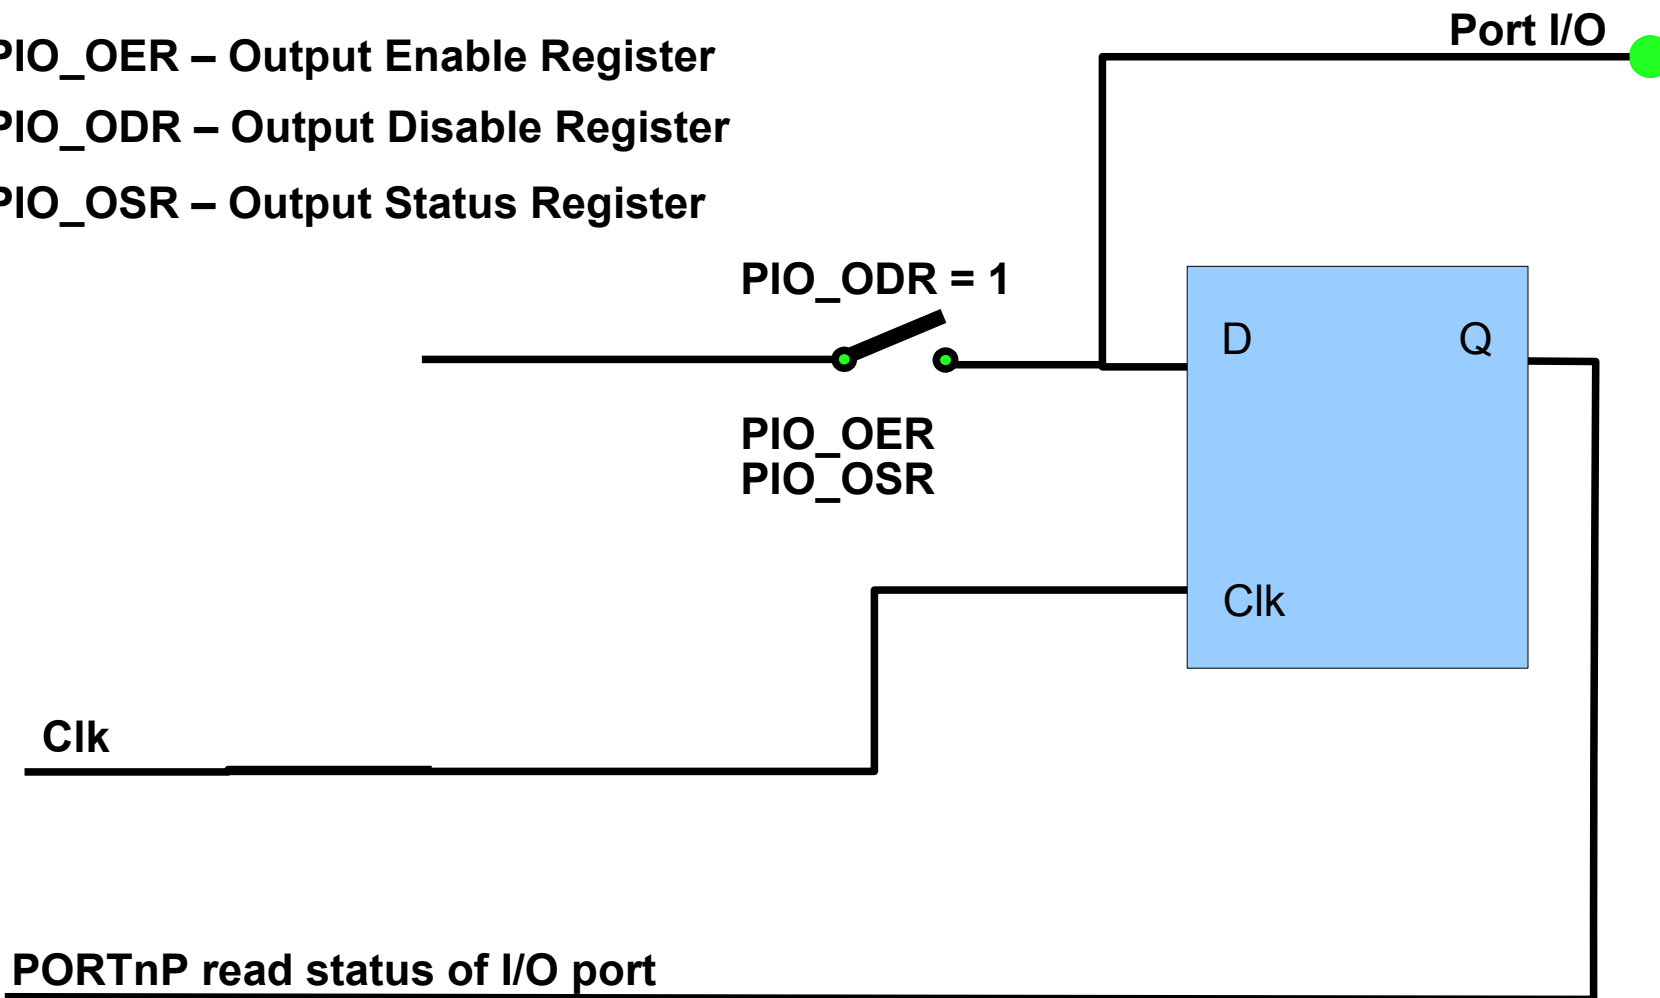 Port I/O
PIO_OER – Output Enable Register
PIO_ODR – Output Disable Register
PIO_OSR – Output Status Register
PIO_ODR = 1
D
Q
PIO_OER
PIO_OSR
Clk
Clk
PORTnP read status of I/O port